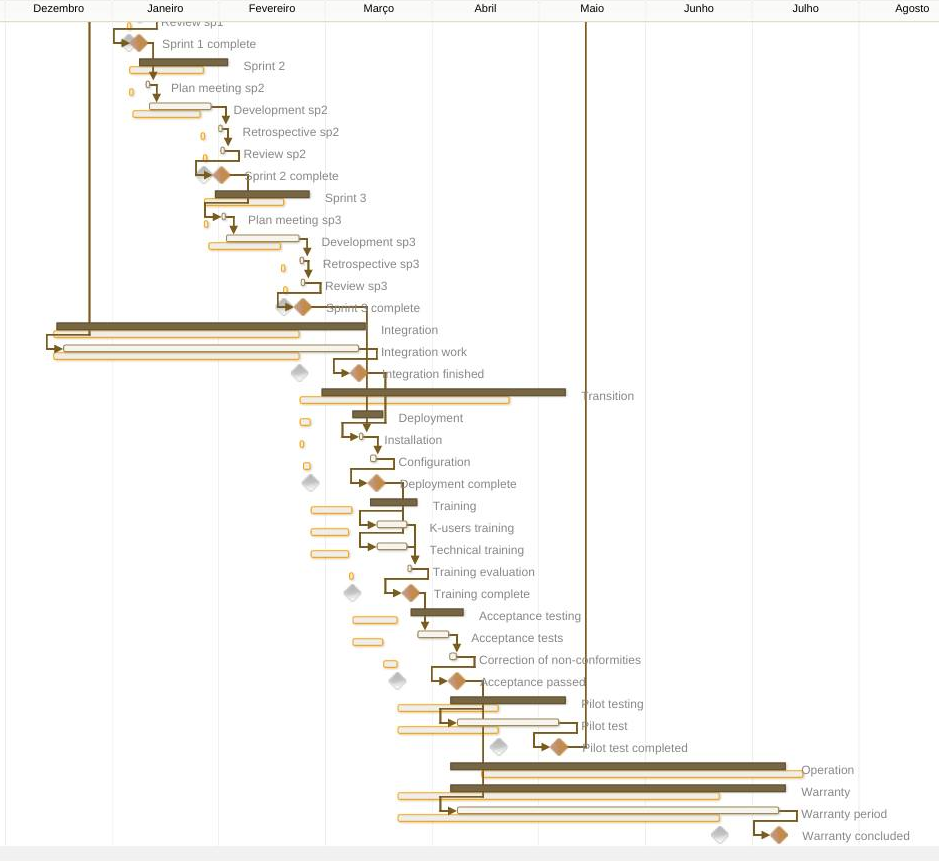 Dezembro Janeiro Fevereiro Março Abril Maio Junho Julho Agosto
Review sp1
Sprint 1 complete
Sprint 2
Plan meeting sp2
Development sp2
Retrospective sp2
Review sp2
Sprint 2 complete
Sprint 3
Plan meeting sp3
Development sp3
Retrospective sp3
Review sp3
Sprint 3 complete
Integration
Integration work
Integration finished
Transition
Deployment
Installation
Configuration
Deployment complete
Training
K-users training
Technical training
Training evaluation
Training complete
Acceptance testing
Acceptance tests
Correction of non-conformities
Acceptance passed
Pilot testing
Pilot test
Pilot test completed
Operation
Warranty
Warranty period
Warranty concluded